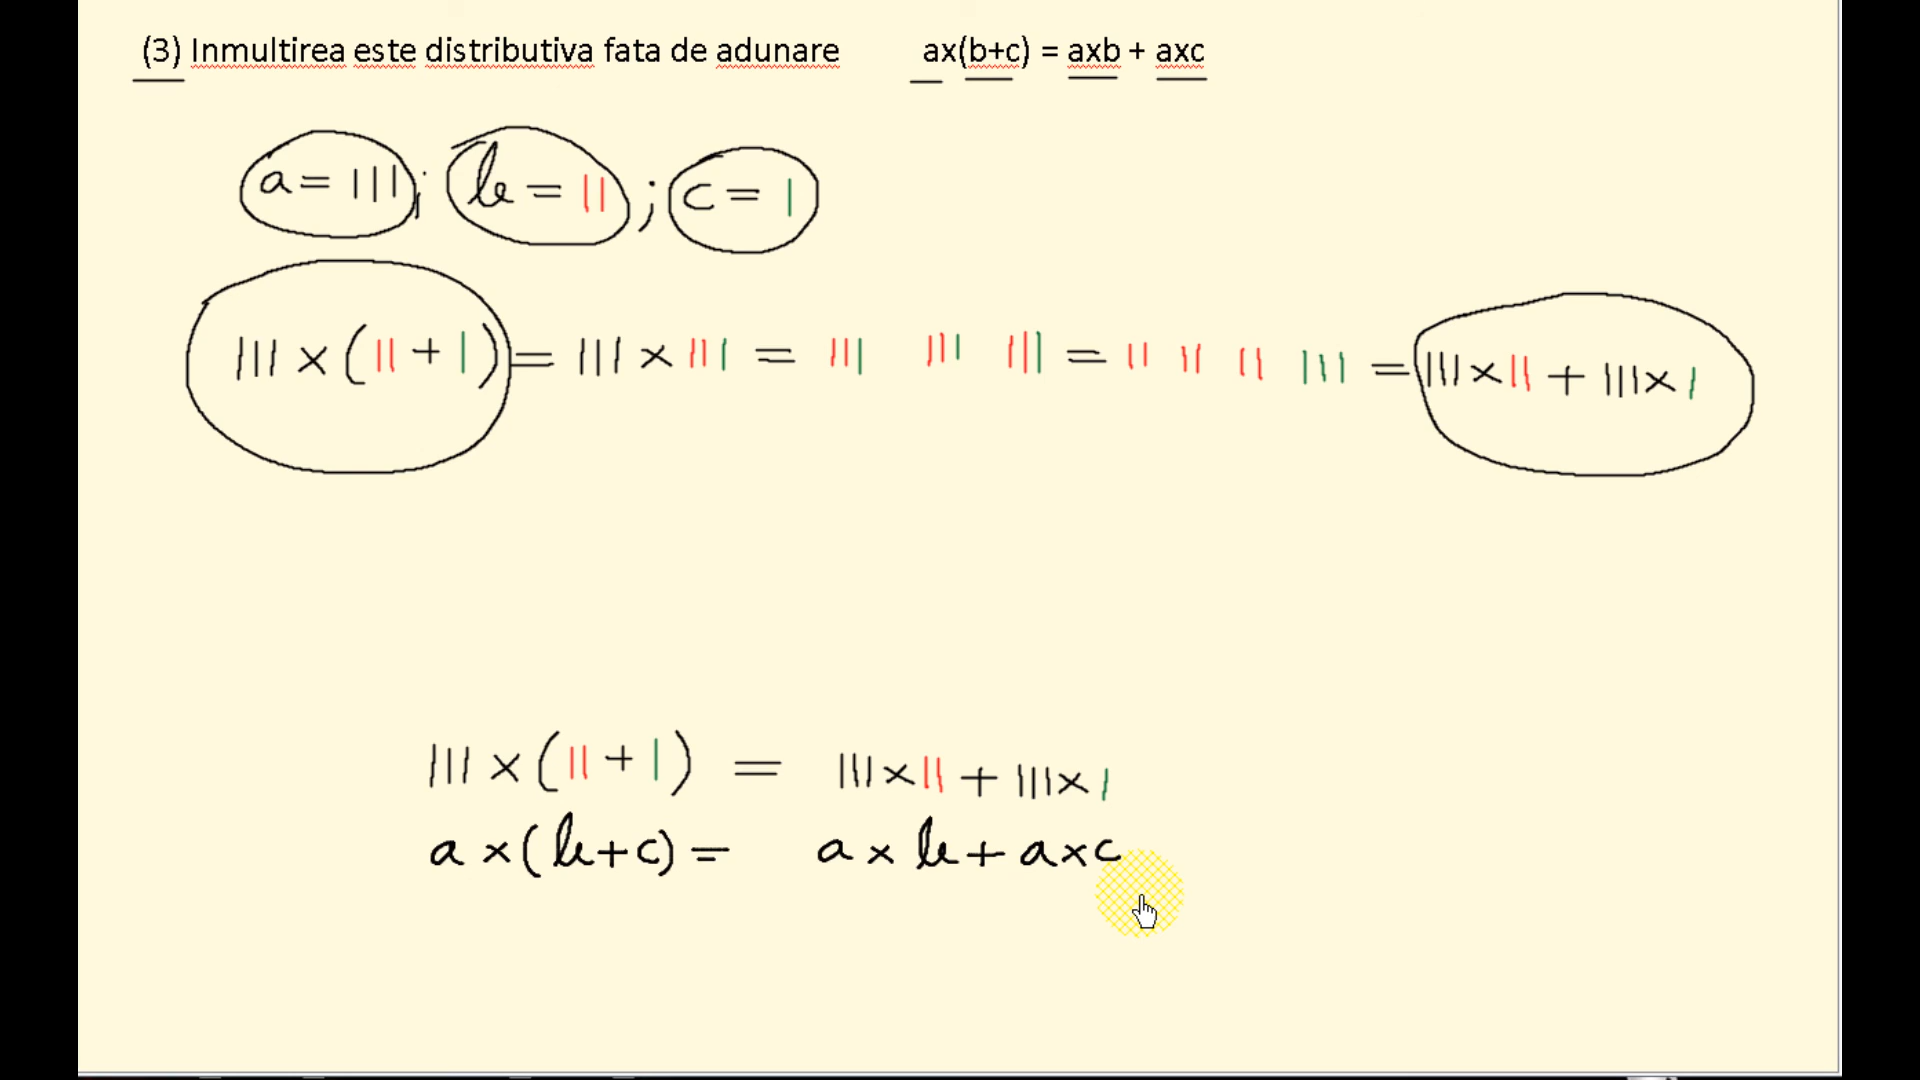 (3) Inmultirea este distributiva fata de adunare ax(b+c) = axb + axc
a = |||; b = ||; c = |
||| × (|| + |) = ||| × ||| = ||| ||| ||| = || || || ||| = ||| × || + ||| × |
||| × (|| + |) = ||| × || + ||| × |
a × (b + c) = a × b + a × c